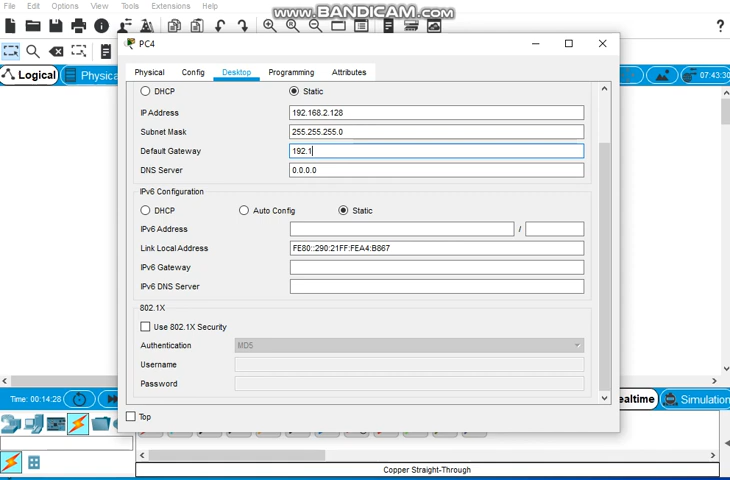 www.BANDICAM.com
File Edit Options View Tools Extensions Help
?
Logical Physica 07:43:30
PC4
Physical Config Desktop Programming Attributes
DHCP Static
IP Address 192.168.2.128
Subnet Mask 255.255.255.0
Default Gateway 192.1
DNS Server 0.0.0.0
IPv6 Configuration
DHCP Auto Config Static
IPv6 Address /
Link Local Address FE80::290:21FF:FEA4:B867
IPv6 Gateway
IPv6 DNS Server
802.1X
Use 802.1X Security
Authentication MD5
Username
Password
Time: 00:14:28 ealtime Simulation
Top
Copper Straight-Through